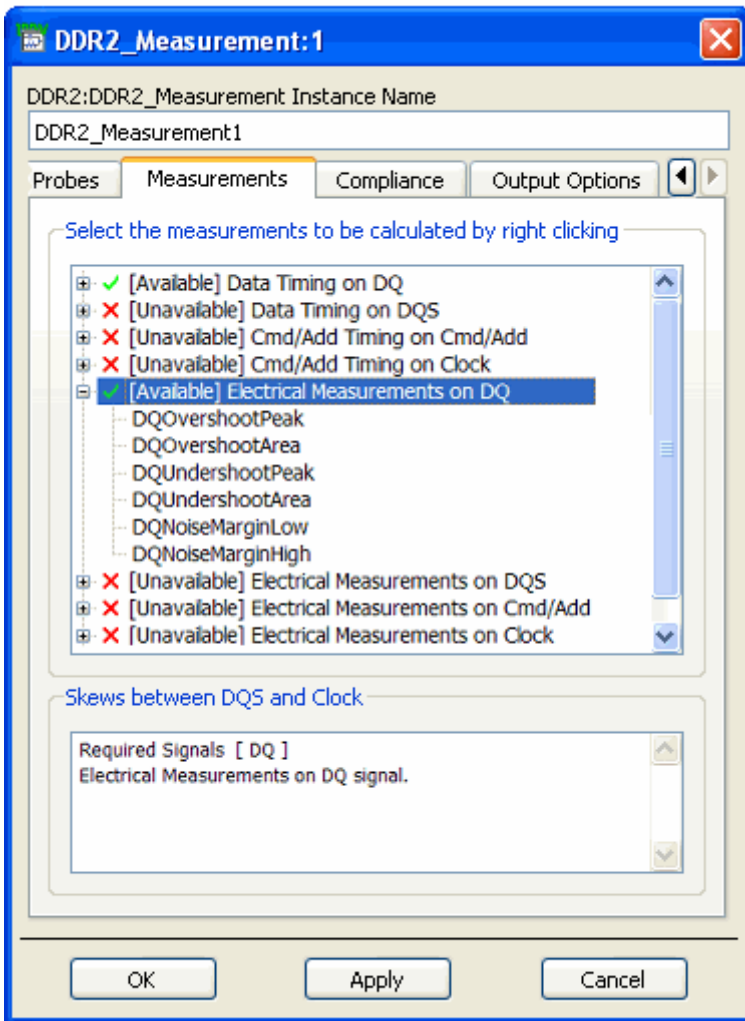 DDR2_Measurement:1
DDR2:DDR2_Measurement Instance Name
DDR2_Measurement1
Probes Measurements Compliance Output Options
Select the measurements to be calculated by right clicking
[Available] Data Timing on DQ
[Unavailable] Data Timing on DQS
[Unavailable] Cmd/Add Timing on Cmd/Add
[Unavailable] Cmd/Add Timing on Clock
[Available] Electrical Measurements on DQ
DQOvershootPeak
DQOvershootArea
DQUndershootPeak
DQUndershootArea
DQNoiseMarginLow
DQNoiseMarginHigh
[Unavailable] Electrical Measurements on DQS
[Unavailable] Electrical Measurements on Cmd/Add
[Unavailable] Electrical Measurements on Clock
Skews between DQS and Clock
Required Signals [ DQ ]
Electrical Measurements on DQ signal.
OK Apply Cancel